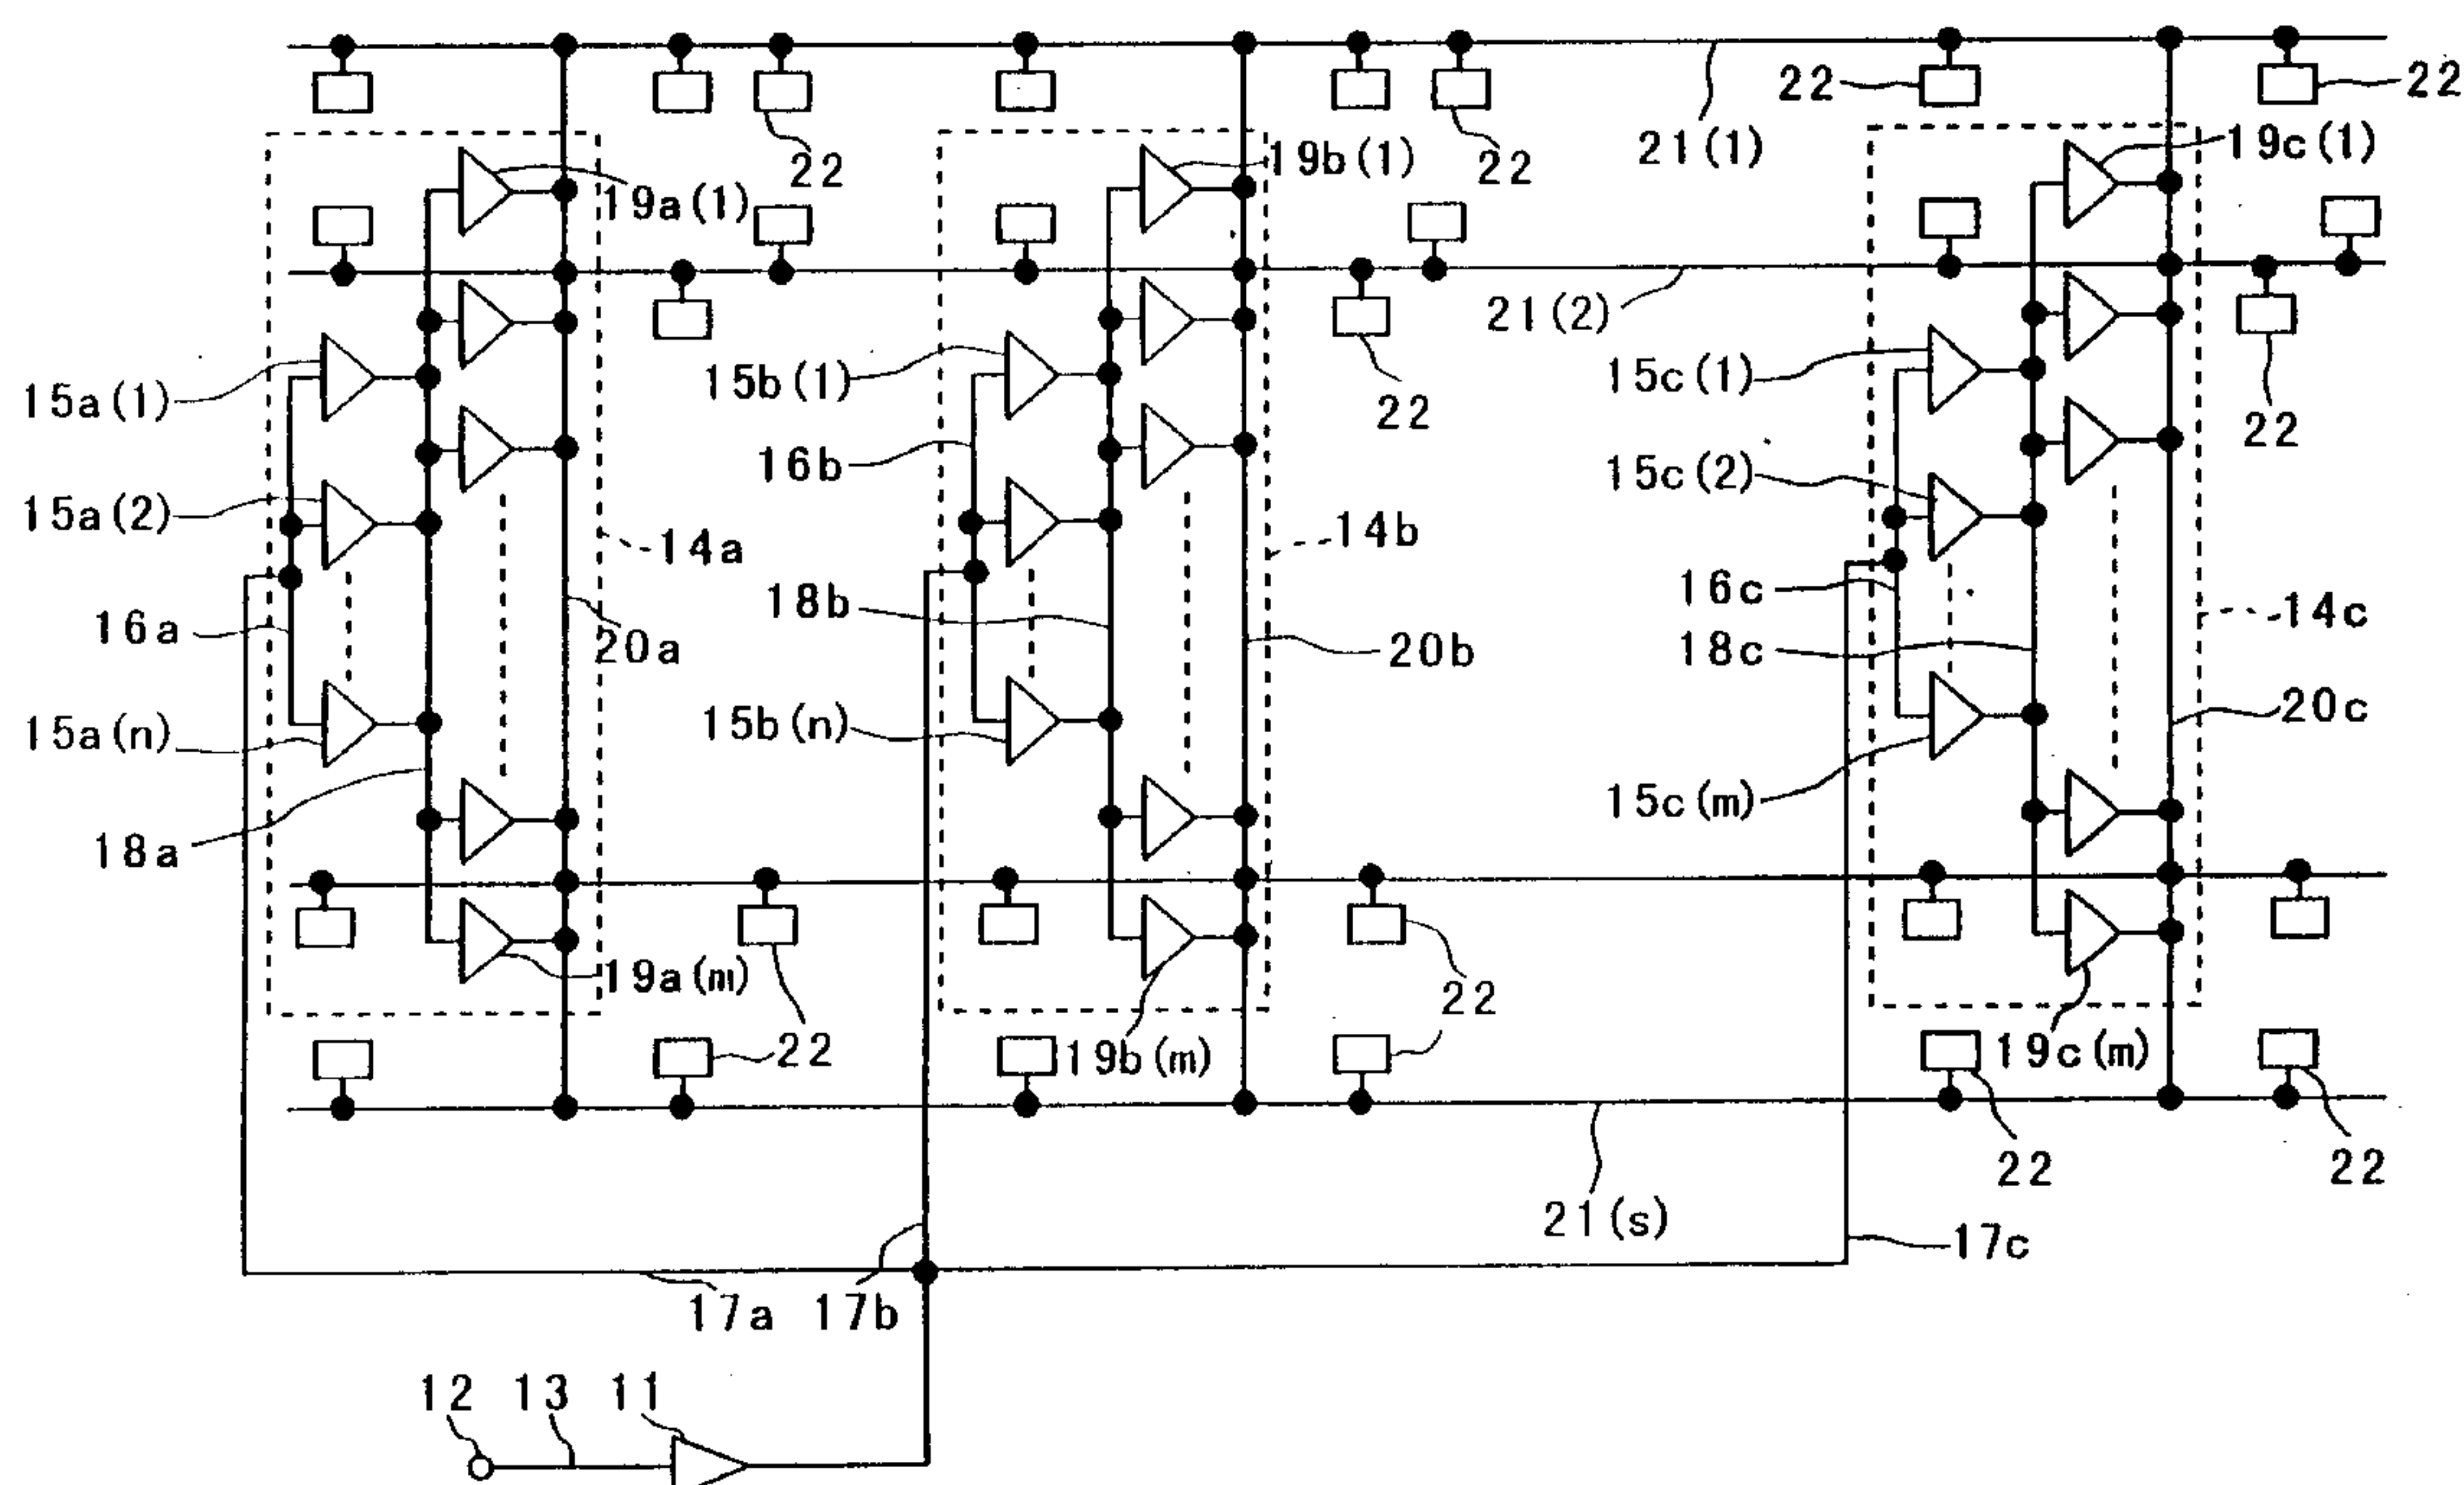 22 22
22 21(1) 22 19c(1)
19b(1)
19a(1)
21(2)
15a(1) 15b(1) 15c(1)
22 22
16b 15c(2)
15a(2) 14a 14b
18b 16c 14c
16a 20a 20b 18c
15a(n) 15b(n) 20c
15c(m)
18a
19a(m) 22
22 19b(m) 19c(m)
22 22
21(s) 17c
17a 17b
12 13 11